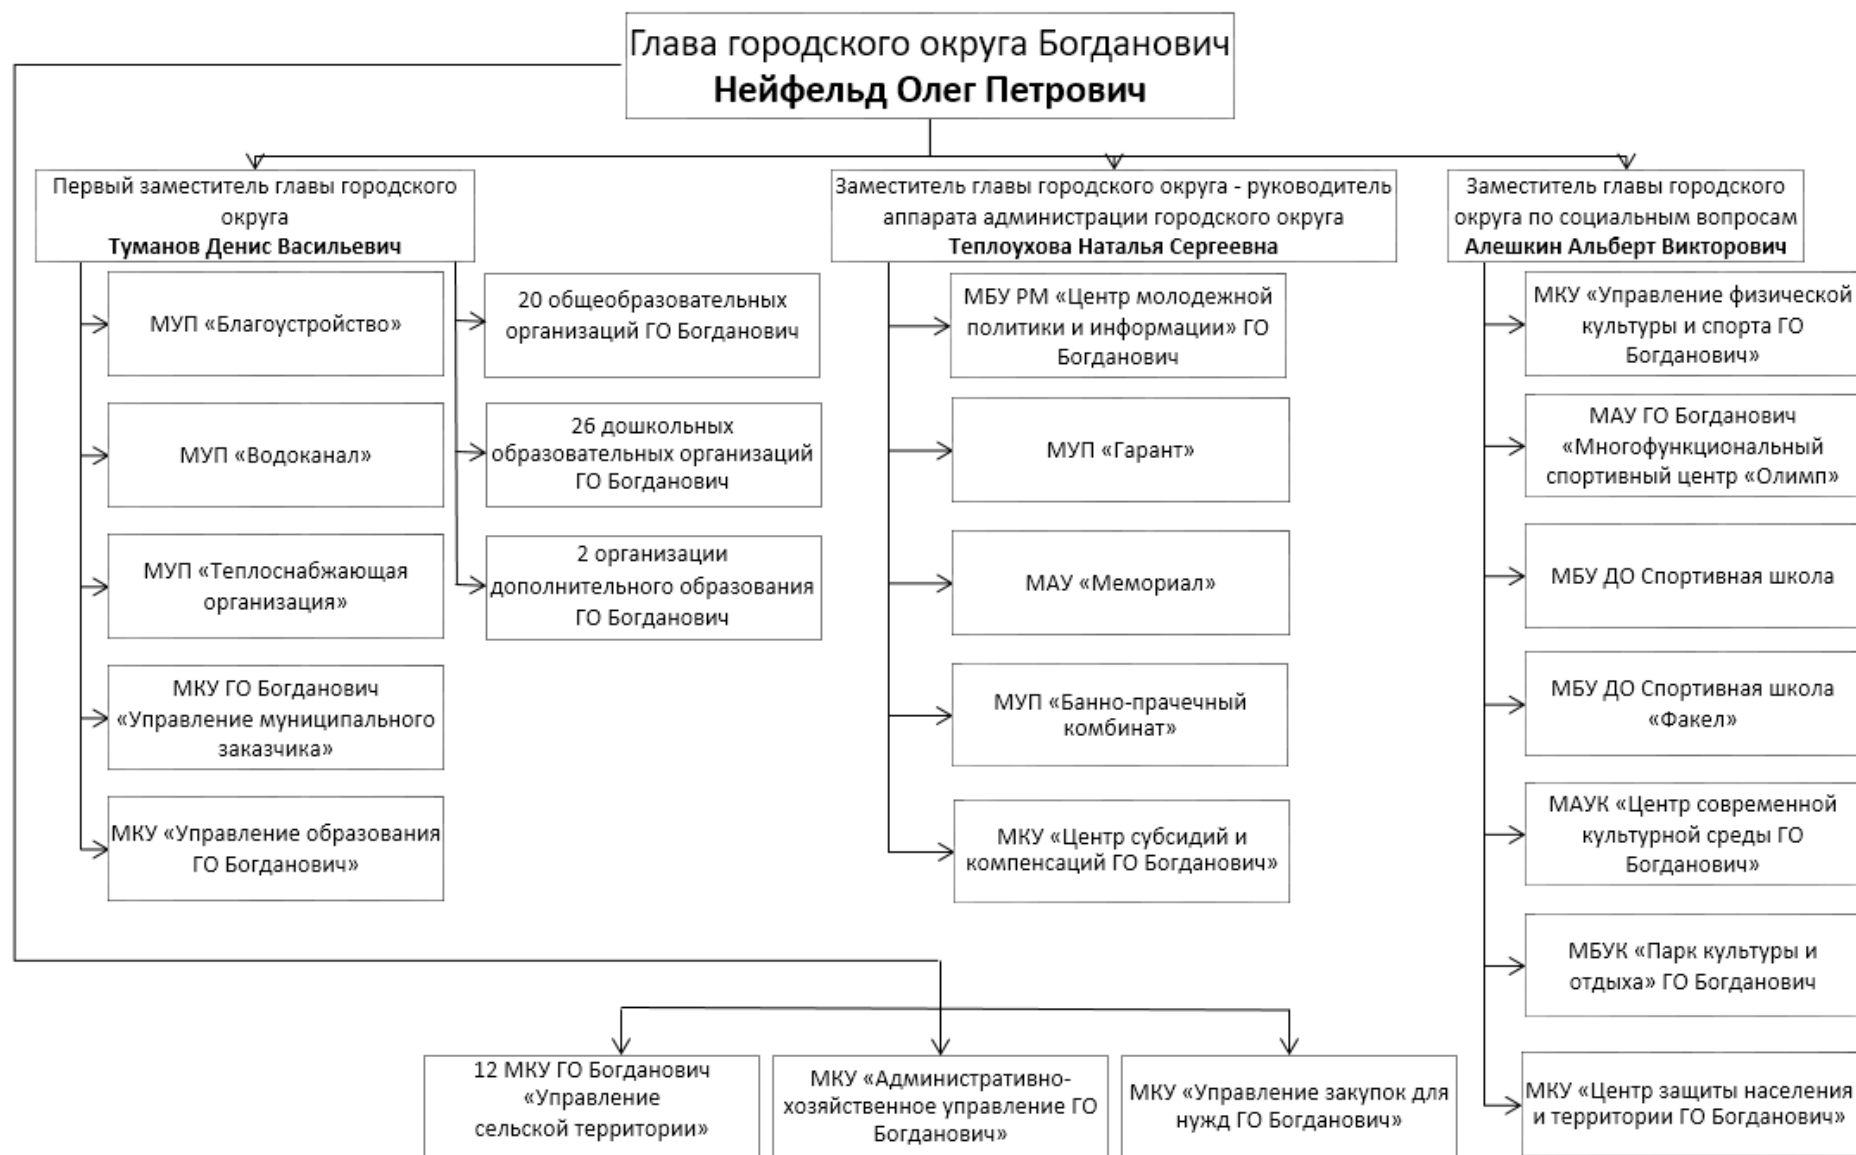 Глава городского округа Богданович
Нейфельд Олег Петрович
Первый заместитель главы городского
округа
Туманов Денис Васильевич
МУП «Благоустройство»
МУП «Водоканал»
МУП «Теплоснабжающая
организация»
МКУ ГО Богданович
«Управление муниципального
заказчика»
МКУ «Управление образования
ГО Богданович»
20 общеобразовательных
организаций ГО Богданович
26 дошкольных
образовательных организаций
ГО Богданович
2 организации
дополнительного образования
ГО Богданович
Заместитель главы городского округа - руководитель
аппарата администрации городского округа
Теплоухова Наталья Сергеевна
МБУ РМ «Центр молодежной
политики и информации» ГО
Богданович
МУП «Гарант»
МАУ «Мемориал»
МУП «Банно-прачечный
комбинат»
МКУ «Центр субсидий и
компенсаций ГО Богданович»
Заместитель главы городского
округа по социальным вопросам
Алешкин Альберт Викторович
МКУ «Управление физической
культуры и спорта ГО
Богданович»
МАУ ГО Богданович
«Многофункциональный
спортивный центр «Олимп»
МБУ ДО Спортивная школа
МБУ ДО Спортивная школа
«Факел»
МАУК «Центр современной
культурной среды ГО
Богданович»
МБУК «Парк культуры и
отдыха» ГО Богданович
МКУ «Центр защиты населения
и территории ГО Богданович»
12 МКУ ГО Богданович
«Управление
сельской территории»
МКУ «Административно-
хозяйственное управление ГО
Богданович»
МКУ «Управление закупок для
нужд ГО Богданович»